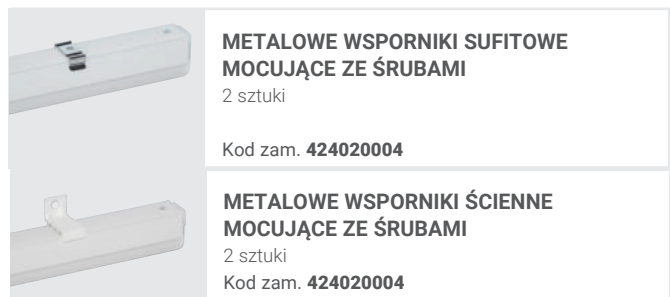 METALOWE WSPORNIKI SUFITOWE
MOCUJĄCE ZE ŚRUBAMI
2 sztuki
Kod zam. 424020004
METALOWE WSPORNIKI ŚCIENNE
MOCUJĄCE ZE ŚRUBAMI
2 sztuki
Kod zam. 424020004